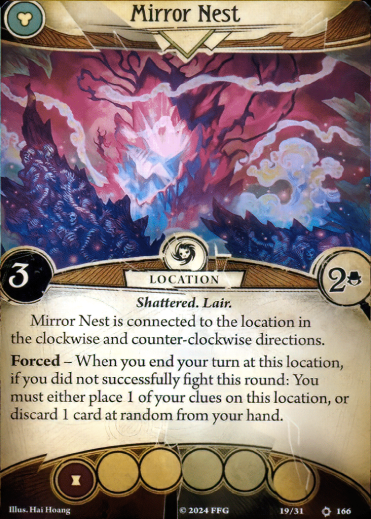 Mirror Nest
3
LOCATION
2
Shattered. Lair.
Mirror Nest is connected to the location in
the clockwise and counter-clockwise directions.
Forced – When you end your turn at this location,
if you did not successfully fight this round: You
must either place 1 of your clues on this location, or
discard 1 card at random from your hand.
Illus. Hai Hoang
© 2024 FFG
19/31
166